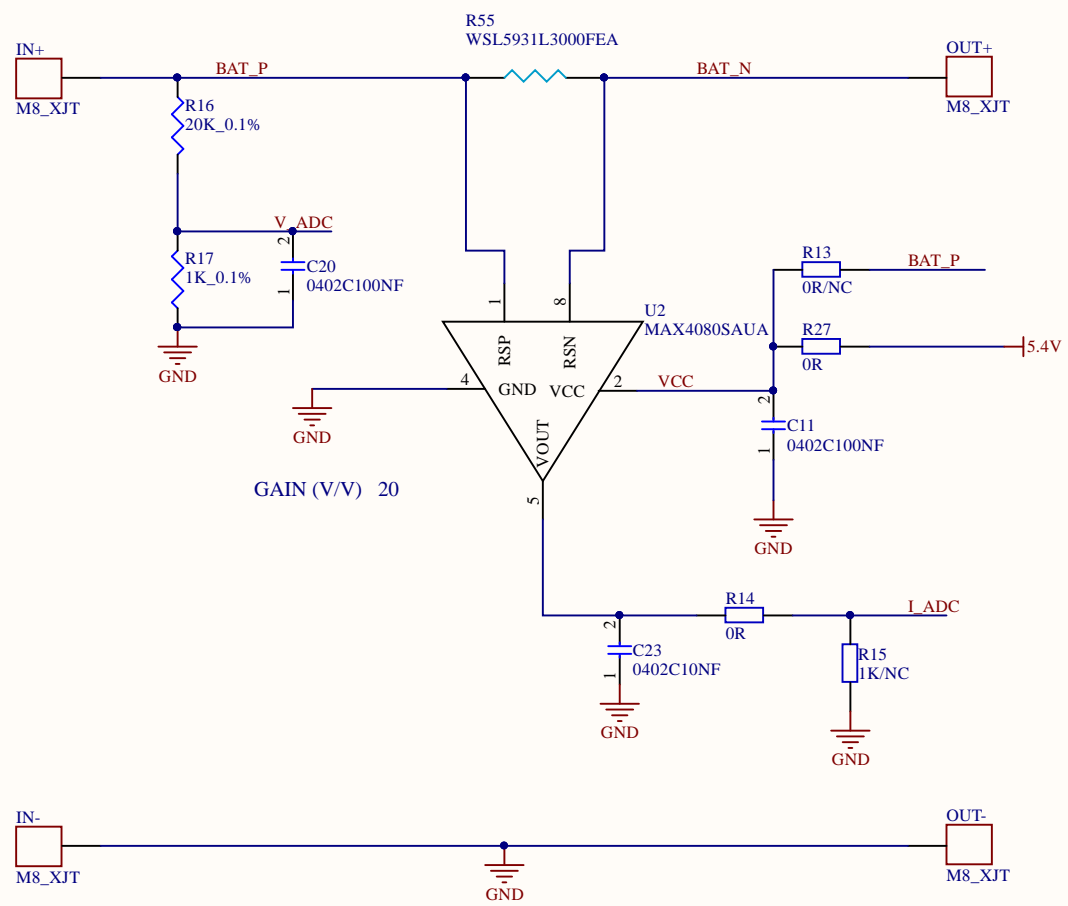 R55
WSL5931L3000FEA
IN+
M8_XJT
BAT_P
BAT_N
OUT+
M8_XJT
R16
20K_0.1%
V_ADC
R17
1K_0.1%
2
1
C20
0402C100NF
GND
1
8
U2
MAX4080SAUA
RSP
RSN
4
GND
VCC
2
VCC
VOUT
5
GND
R13
0R/NC
BAT_P
R27
0R
5.4V
2
1
C11
0402C100NF
GND
GAIN (V/V) 20
2
1
C23
0402C10NF
GND
R14
0R
I_ADC
R15
1K/NC
GND
IN-
M8_XJT
GND
OUT-
M8_XJT